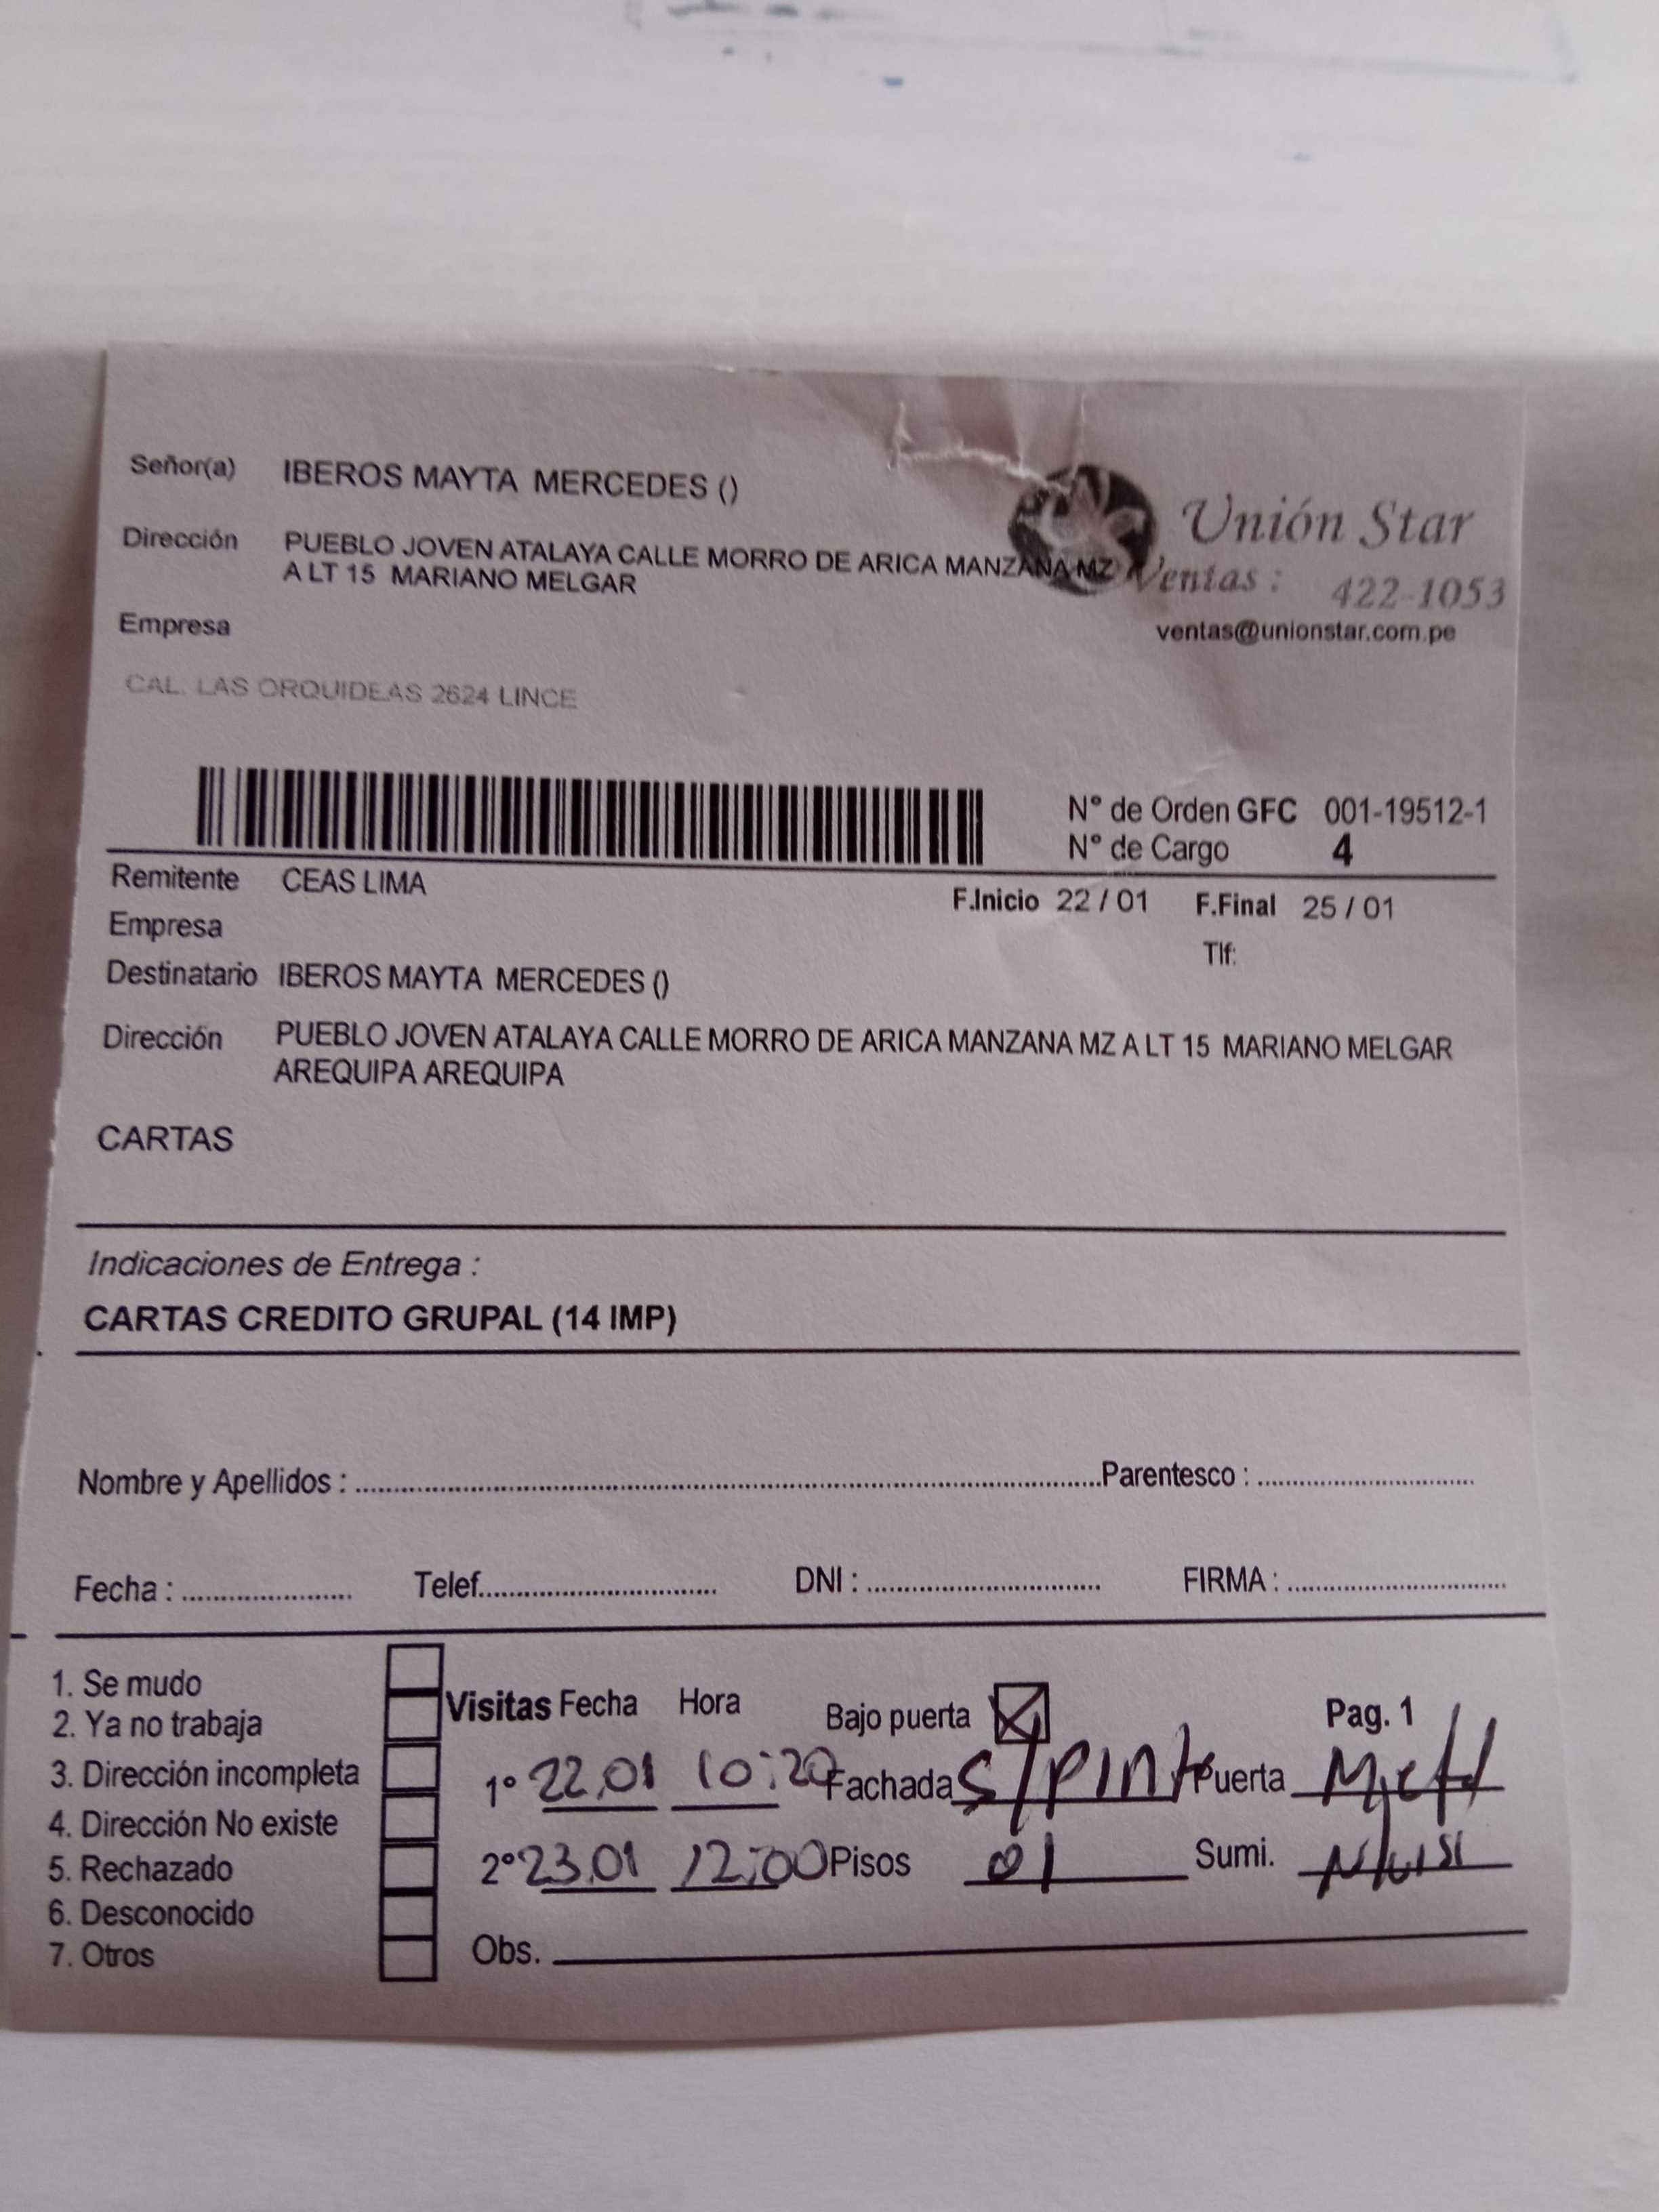 Señor(a) IBEROS MAYTA MERCEDES ()
Unión Star
Dirección PUEBLO JOVEN ATALAYA CALLE MORRO DE ARICA MANZANA MZ
A LT 15 MARIANO MELGAR
Ventas : 422-1053
Empresa
ventas@unionstar.com.pe
CAL. LAS ORQUIDEAS 2624 LINCE
N° de Orden GFC 001-19512-1
N° de Cargo 4
Remitente CEAS LIMA
F.Inicio 22 / 01 F.Final 25 / 01
Empresa
Tlf:
Destinatario IBEROS MAYTA MERCEDES ()
Dirección PUEBLO JOVEN ATALAYA CALLE MORRO DE ARICA MANZANA MZ A LT 15 MARIANO MELGAR
AREQUIPA AREQUIPA
CARTAS
Indicaciones de Entrega :
CARTAS CREDITO GRUPAL (14 IMP)
Nombre y Apellidos : Parentesco :
Fecha : Telef. DNI : FIRMA :
1. Se mudo
2. Ya no trabaja
3. Dirección incompleta
4. Dirección No existe
5. Rechazado
6. Desconocido
7. Otros
Visitas Fecha Hora Bajo puerta Pag. 1
1° 22.01 10:20 Fachada S/PINT Puerta
2° 23.01 12:00 Pisos 01 Sumi.
Obs.